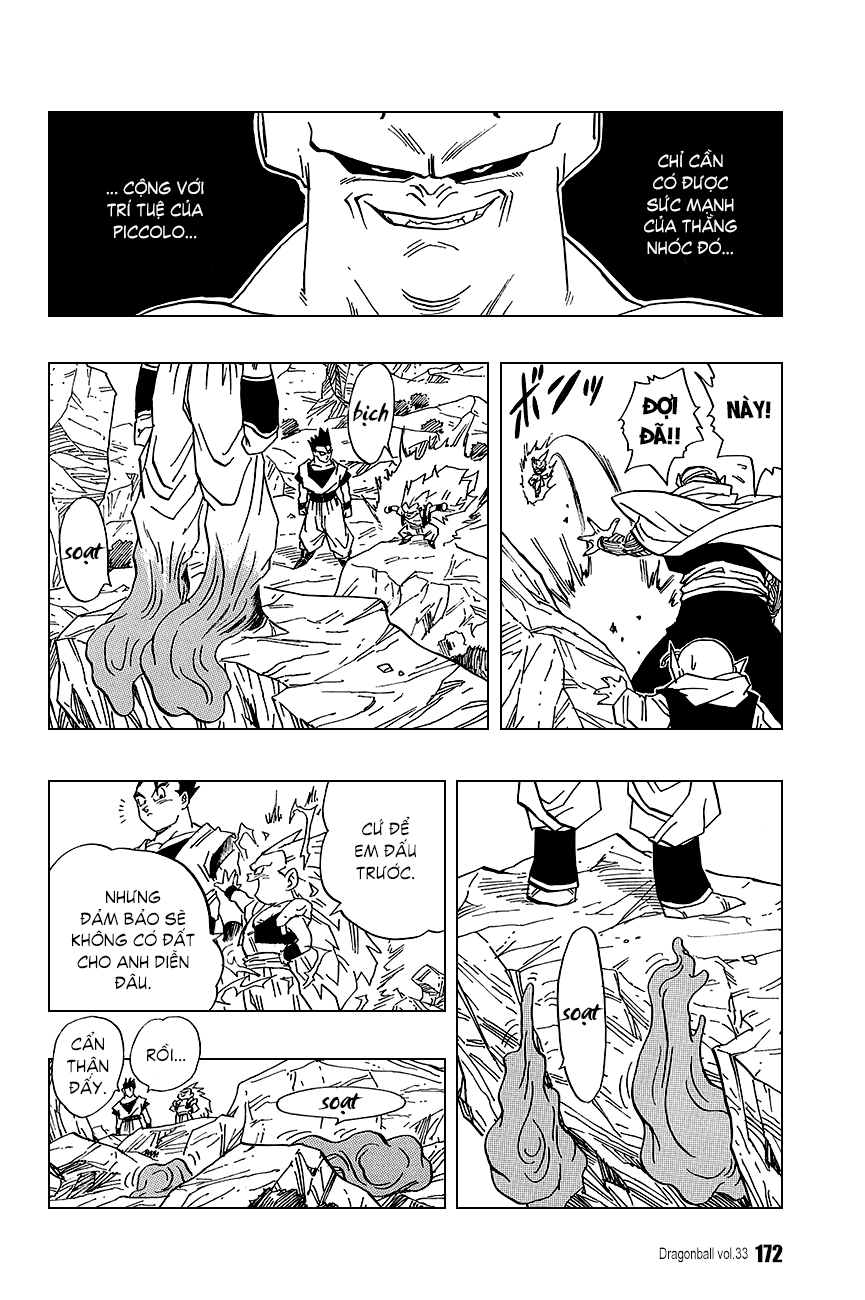 CHỈ CẦN
CÓ ĐƯỢC
SỨC MẠNH
CỦA THẰNG
NHÓC ĐÓ...
... CỘNG VỚI
TRÍ TUỆ CỦA
PICCOLO...
NÀY!
ĐỢI
ĐÃ!!
ボンッ
bịch
soạt
soạt
CỨ ĐỂ
EM ĐẤU
TRƯỚC.
NHƯNG
ĐẢM BẢO SẼ
KHÔNG CÓ ĐẤT
CHO ANH DIỄN
ĐÂU.
RỒI...
CẨN
THẬN
ĐẤY.
soạt
Dragonball vol.33 172